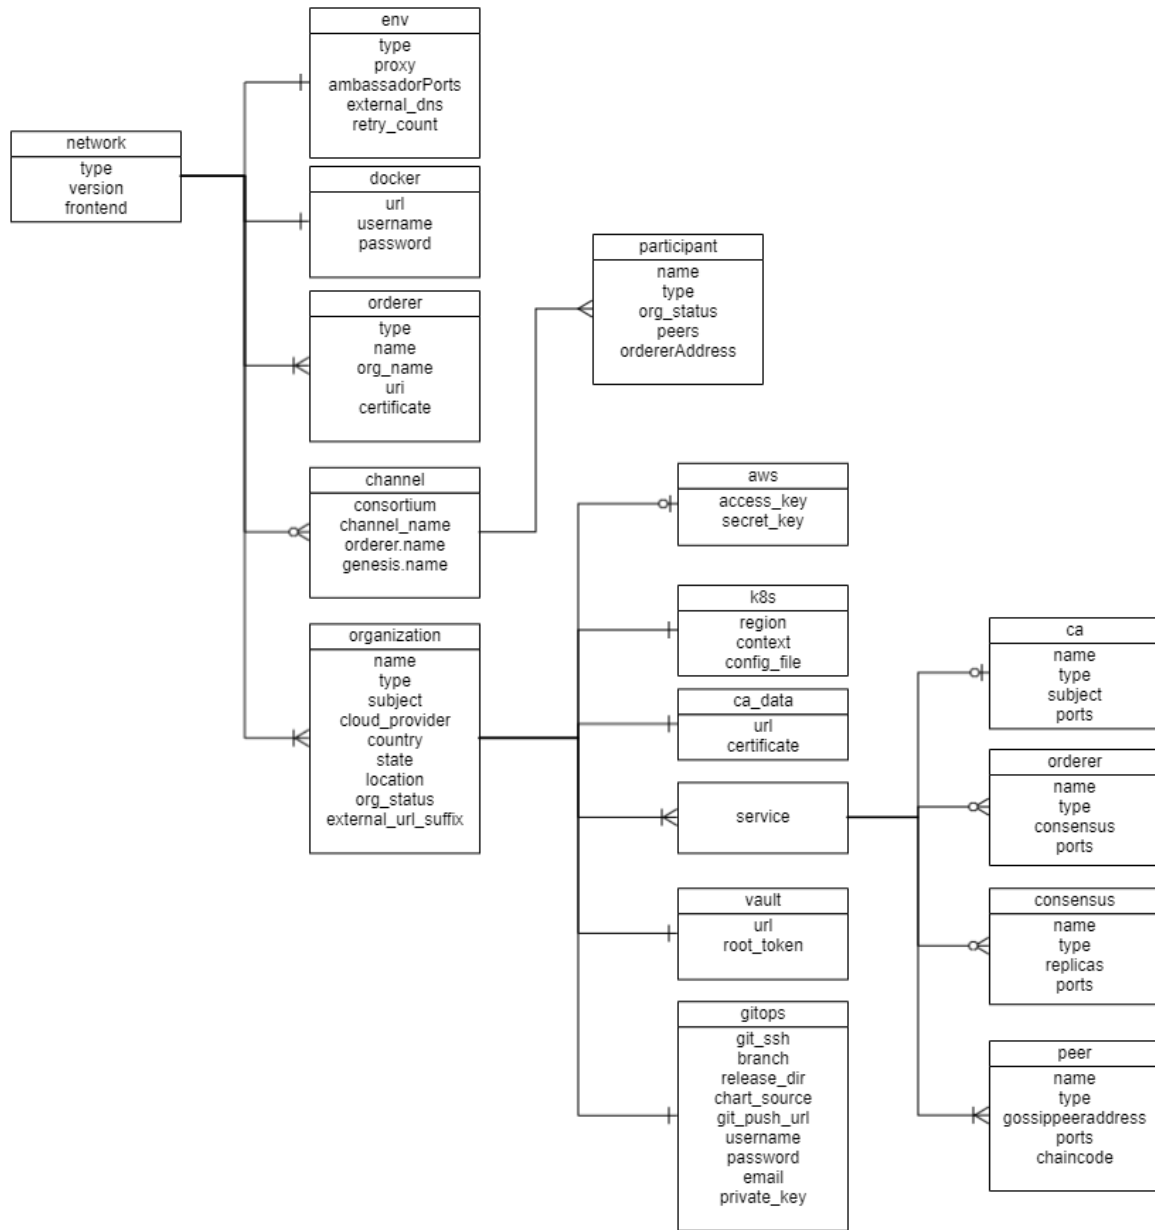 network
type
version
frontend
env
type
proxy
ambassadorPorts
external_dns
retry_count
docker
url
username
password
orderer
type
name
org_name
uri
certificate
channel
consortium
channel_name
orderer.name
genesis.name
organization
name
type
subject
cloud_provider
country
state
location
org_status
external_url_suffix
participant
name
type
org_status
peers
ordererAddress
aws
access_key
secret_key
k8s
region
context
config_file
ca_data
url
certificate
service
vault
url
root_token
gitops
git_ssh
branch
release_dir
chart_source
git_push_url
username
password
email
private_key
ca
name
type
subject
ports
orderer
name
type
consensus
ports
consensus
name
type
replicas
ports
peer
name
type
gossippeeraddress
ports
chaincode